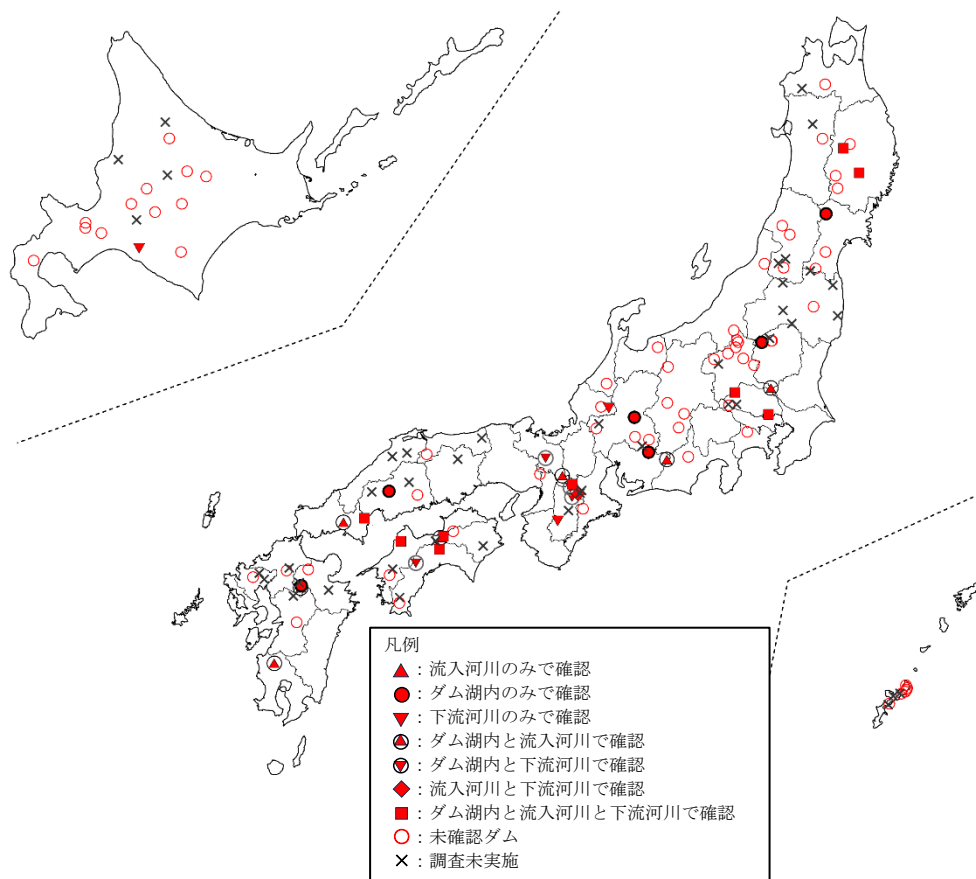 凡例
▲：流入河川のみで確認
●：ダム湖内のみで確認
▼：下流河川のみで確認
：ダム湖内と流入河川で確認
：ダム湖内と下流河川で確認
◆：流入河川と下流河川で確認
■：ダム湖内と流入河川と下流河川で確認
○：未確認ダム
×：調査未実施